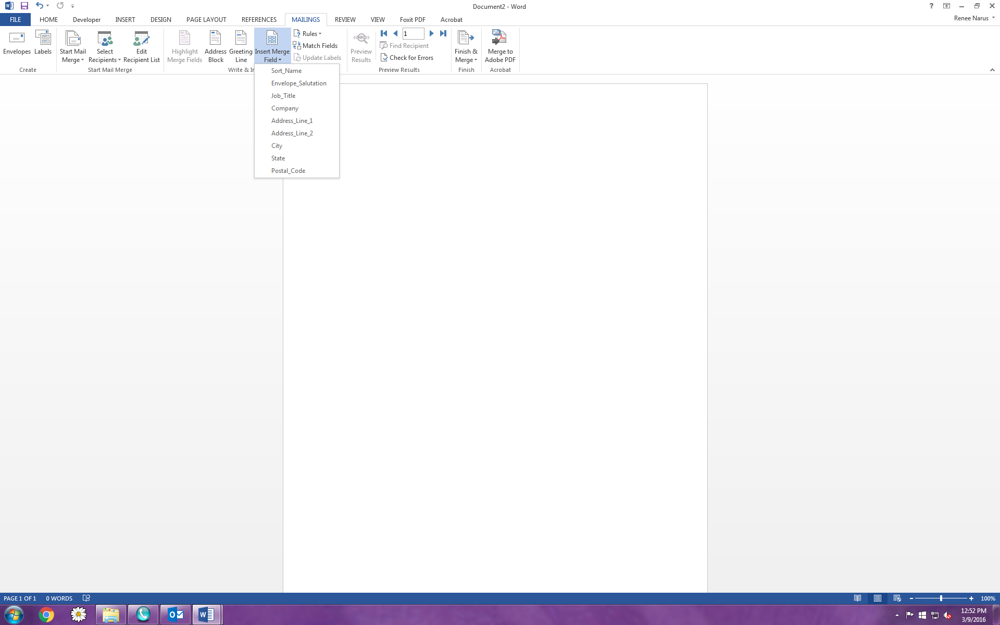 Document2 - Word
FILE HOME Developer INSERT DESIGN PAGE LAYOUT REFERENCES MAILINGS REVIEW VIEW Foxit PDF Acrobat
Renee Narus
Envelopes
Labels
Create
Start Mail
Merge
Select
Recipients
Edit
Recipient List
Start Mail Merge
Highlight
Merge Fields
Address
Block
Greeting
Line
Insert Merge
Field
Rules
Match Fields
Update Labels
Write & In
ABC
Preview
Results
1
Find Recipient
Check for Errors
Preview Results
Finish &
Merge
Finish
Merge to
Adobe PDF
Acrobat
Sort_Name
Envelope_Salutation
Job_Title
Company
Address_Line_1
Address_Line_2
City
State
Postal_Code
PAGE 1 OF 1 0 WORDS
100%
12:52 PM
3/9/2016